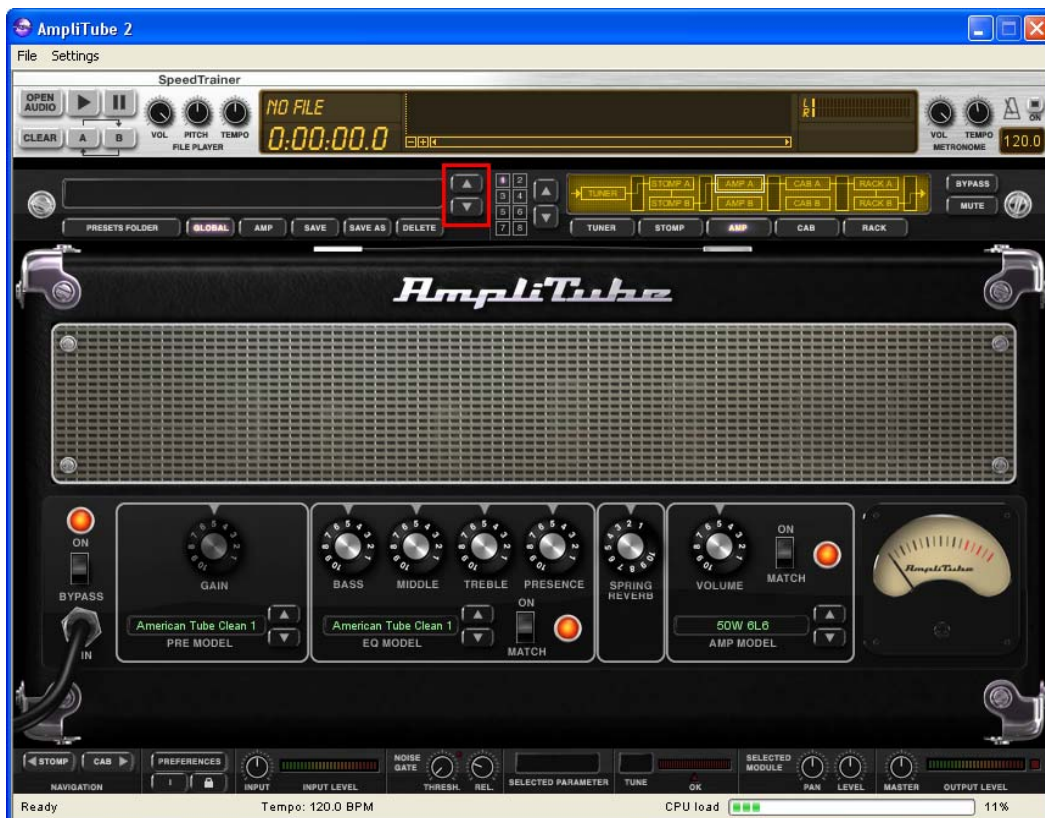 AmpliTube 2
File Settings
SpeedTrainer
OPEN AUDIO
CLEAR A B
VOL PITCH TEMPO
FILE PLAYER
NO FILE
0:00:00.0
L
R
VOL TEMPO
METRONOME
ON
120.0
1 2
3 4
5 6
7 8
TUNER STOMP A AMP A CAB A RACK A
STOMP B AMP B CAB B RACK B
BYPASS
MUTE
PRESETS FOLDER GLOBAL AMP SAVE SAVE AS DELETE
TUNER STOMP AMP CAB RACK
AmpliTube
ON
BYPASS
IN
GAIN
American Tube Clean 1
PRE MODEL
BASS MIDDLE TREBLE PRESENCE
American Tube Clean 1
EQ MODEL
ON
MATCH
SPRING
REVERB
VOLUME
ON
MATCH
50W 6L6
AMP MODEL
AmpliTube
STOMP CAB
NAVIGATION
PREFERENCES
INPUT INPUT LEVEL
NOISE
GATE
THRESH. REL.
SELECTED PARAMETER
TUNE OK
SELECTED
MODULE
PAN LEVEL MASTER OUTPUT LEVEL
Ready Tempo: 120.0 BPM CPU load 11%